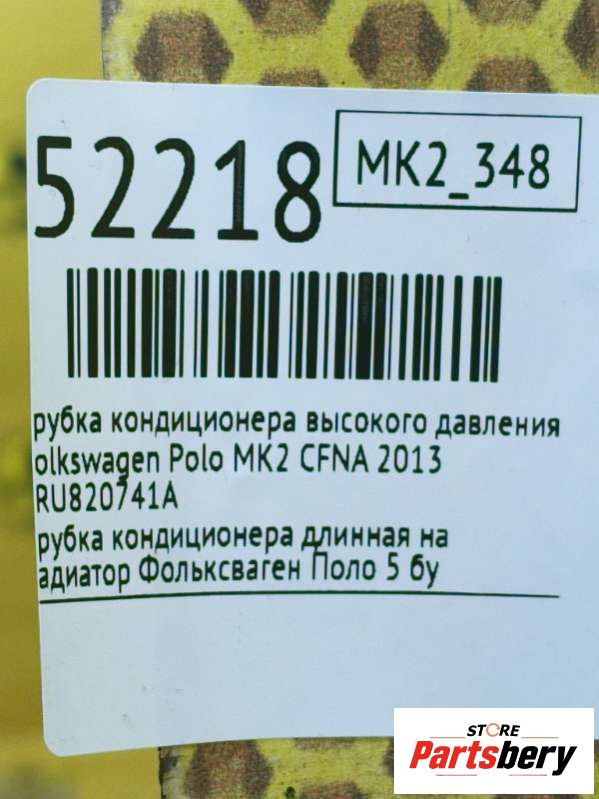 52218
MK2_348
рубка кондиционера высокого давления
olkswagen Polo MK2 CFNA 2013
RU820741A
рубка кондиционера длинная на
адиатор Фольксваген Поло 5 бу
STORE
Partsbery